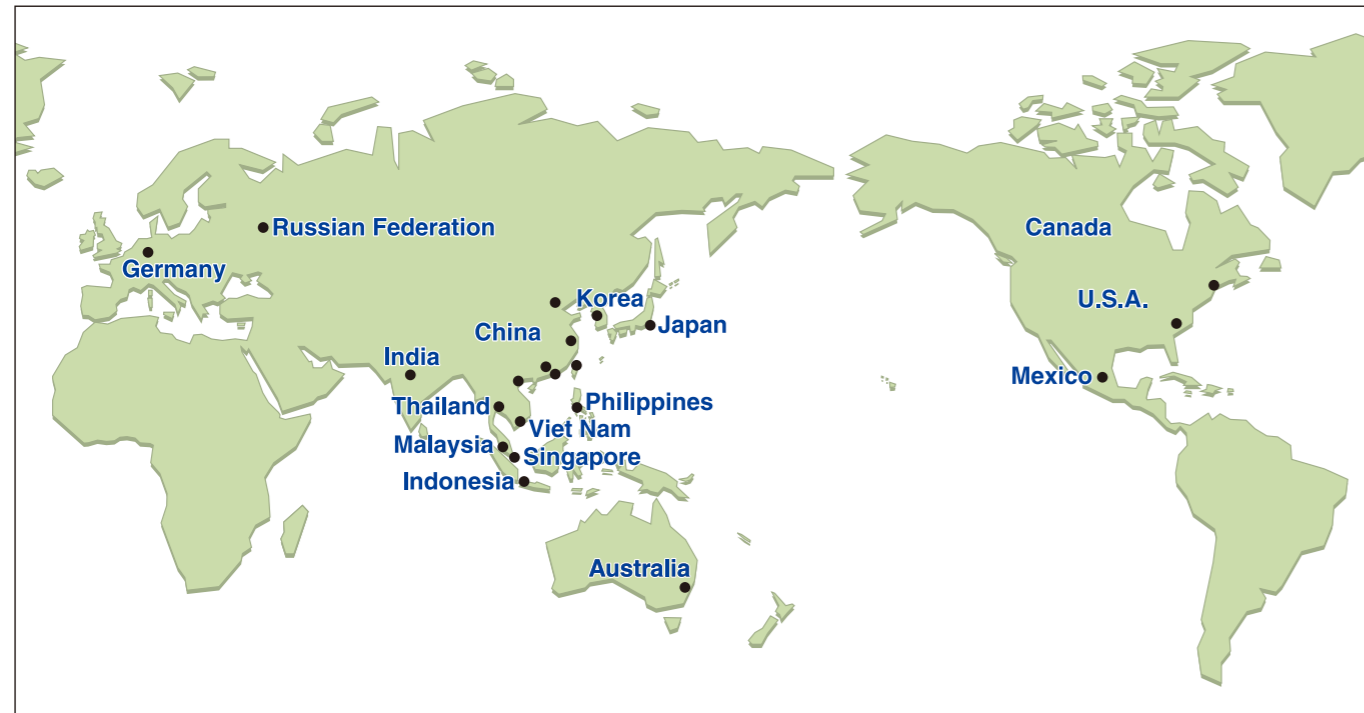 Russian Federation
Canada
Germany
Korea
U.S.A.
China
Japan
India
Mexico
Thailand
Philippines
Viet Nam
Malaysia
Singapore
Indonesia
Australia